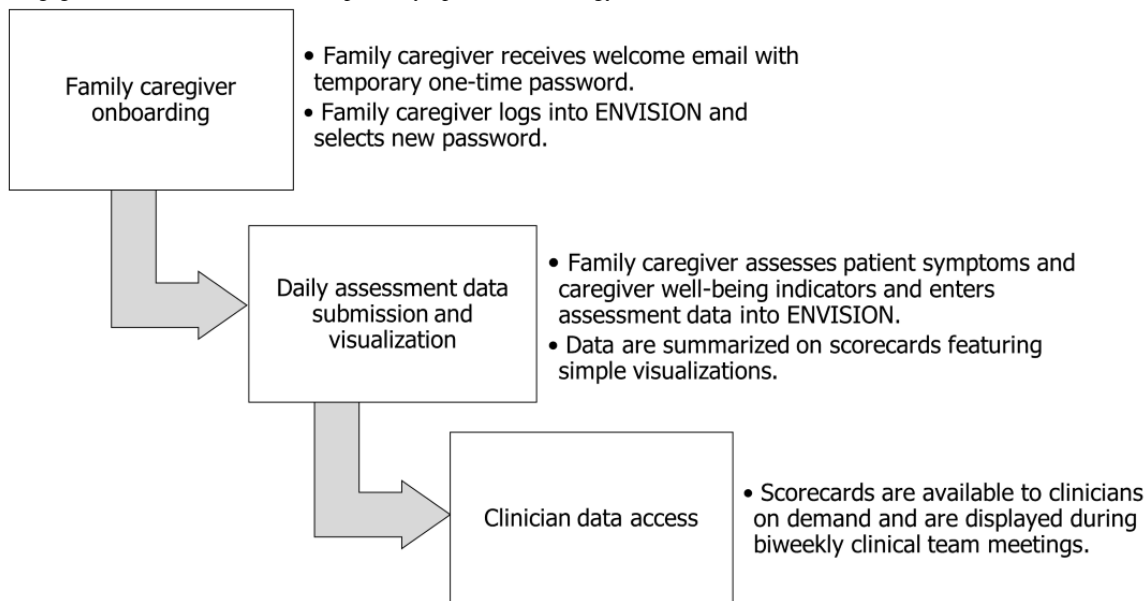 Family caregiver
onboarding
• Family caregiver receives welcome email with
temporary one-time password.
• Family caregiver logs into ENVISION and
selects new password.
Daily assessment data
submission and
visualization
• Family caregiver assesses patient symptoms and
caregiver well-being indicators and enters
assessment data into ENVISION.
• Data are summarized on scorecards featuring
simple visualizations.
Clinician data access
• Scorecards are available to clinicians
on demand and are displayed during
biweekly clinical team meetings.